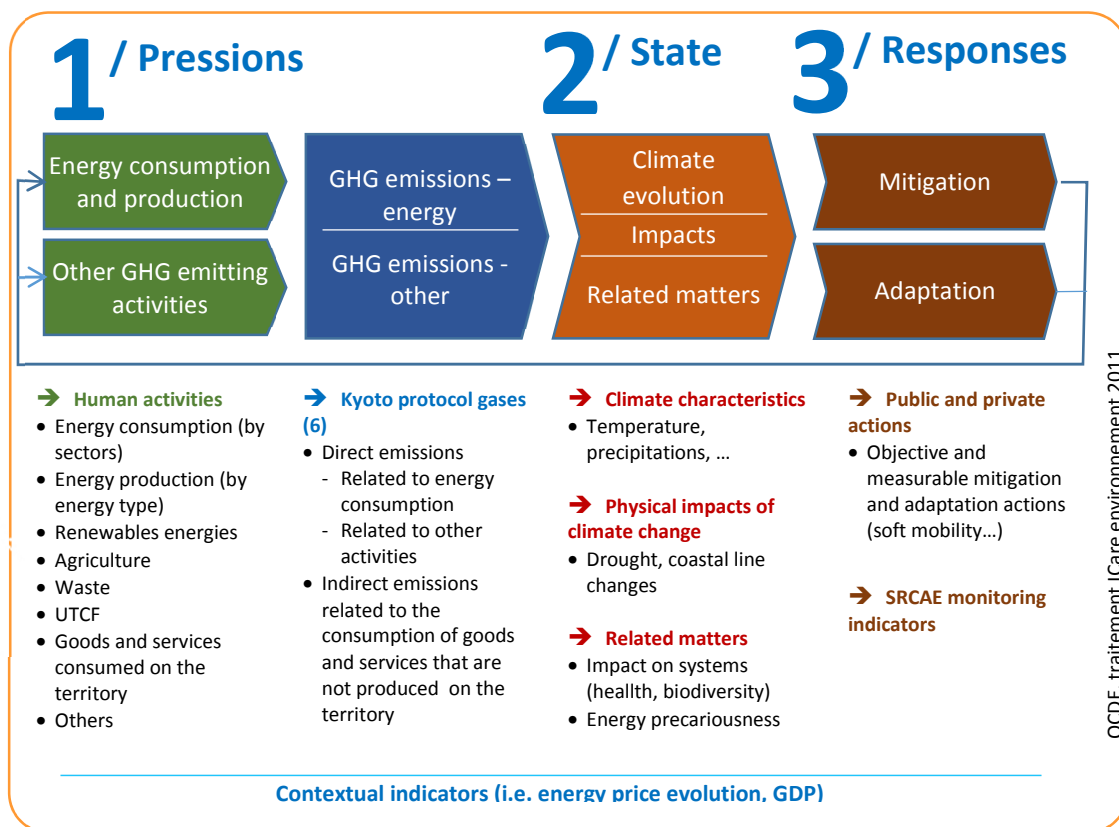 1/ Pressions
2/ State
3/ Responses
Energy consumption
and production
Other GHG emitting
activities
GHG emissions –
energy
GHG emissions -
other
Climate
evolution
Impacts
Related matters
Mitigation
Adaptation
➔ Human activities
• Energy consumption (by
sectors)
• Energy production (by
energy type)
• Renewables energies
• Agriculture
• Waste
• UTCF
• Goods and services
consumed on the
territory
• Others
➔ Kyoto protocol gases
(6)
• Direct emissions
- Related to energy
consumption
- Related to other
activities
• Indirect emissions
related to the
consumption of goods
and services that are
not produced on the
territory
➔ Climate characteristics
• Temperature,
precipitations, …
➔ Physical impacts of
climate change
• Drought, coastal line
changes
➔ Related matters
• Impact on systems
(heallth, biodiversity)
• Energy precariousness
➔ Public and private
actions
• Objective and
measurable mitigation
and adaptation actions
(soft mobility…)
➔ SRCAE monitoring
indicators
OCDE, traitement ICare environnement 2011
Contextual indicators (i.e. energy price evolution, GDP)